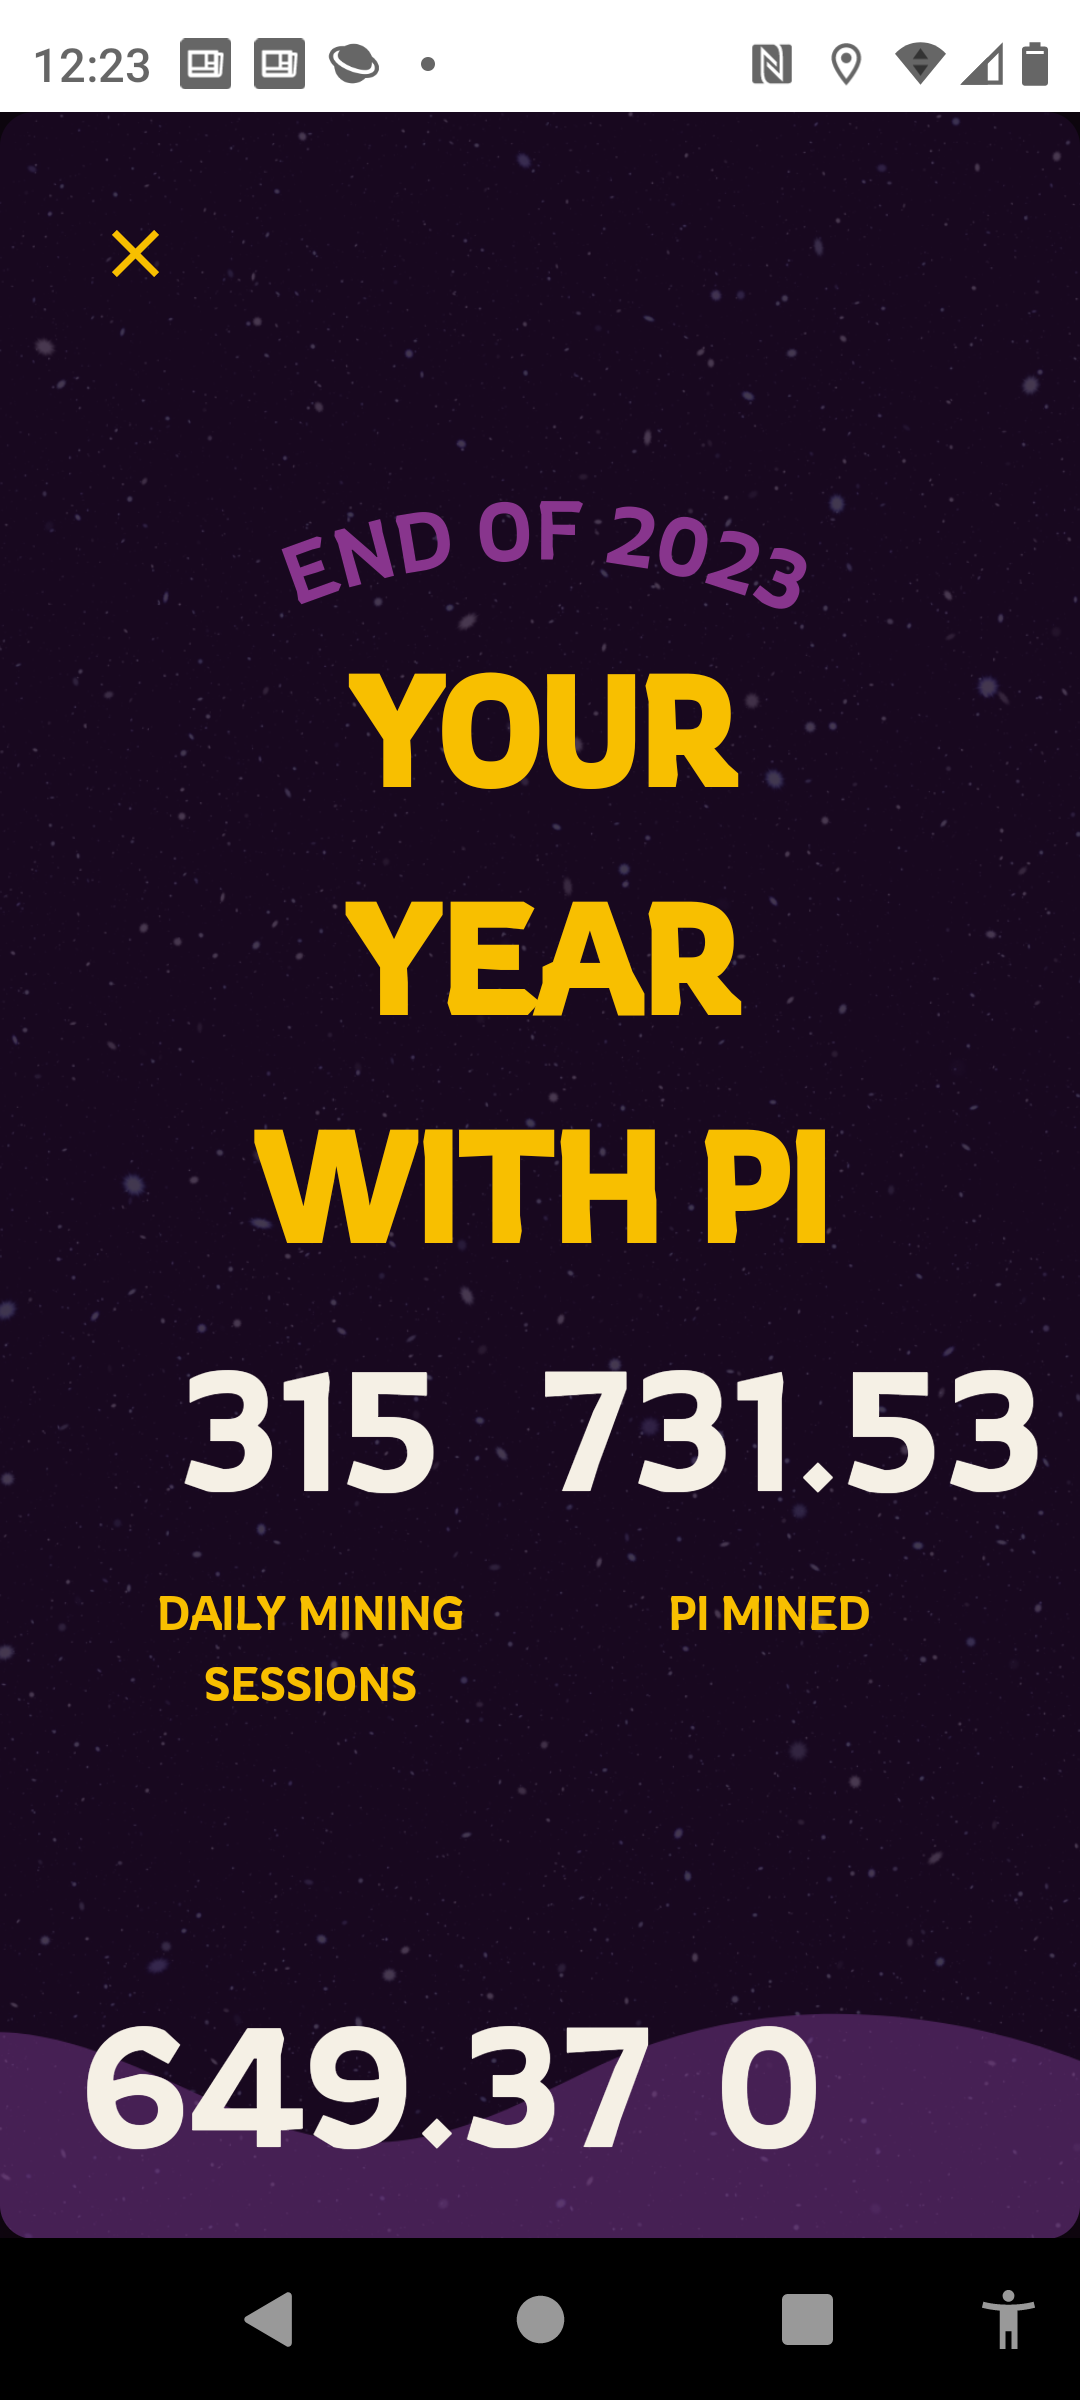 12:23
END OF 2023
YOUR
YEAR
WITH PI
315 731.53
DAILY MINING PI MINED
SESSIONS
649.37 0